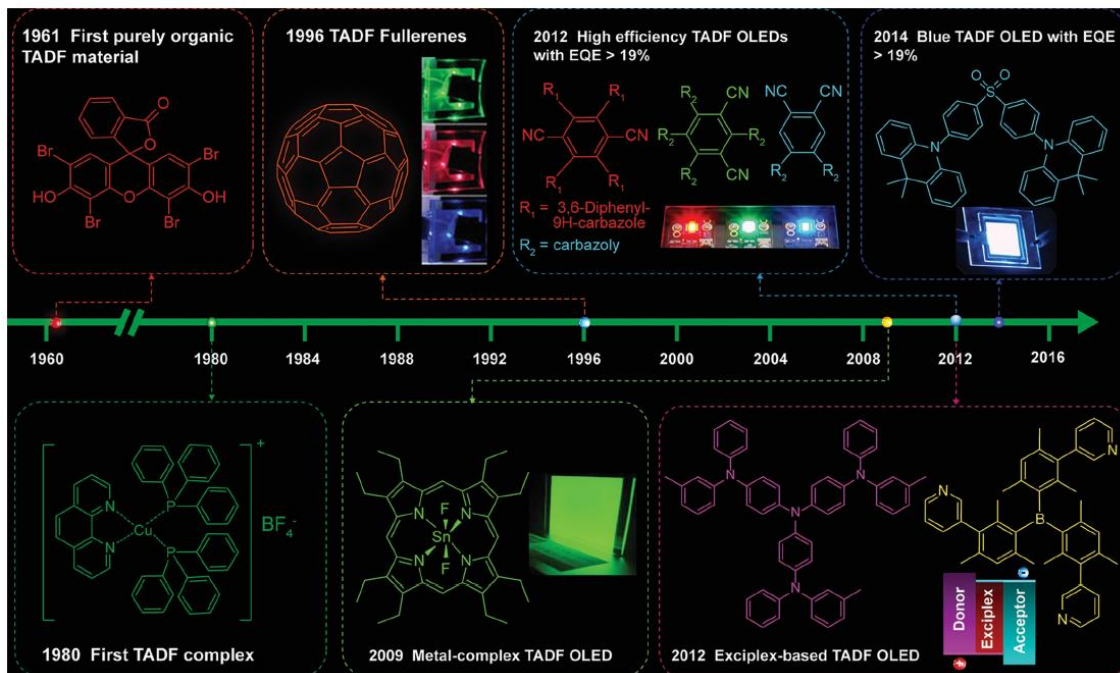 1961 First purely organic
TADF material
O
O
Br
Br
HO
O
OH
Br
Br
1996 TADF Fullerenes
2012 High efficiency TADF OLEDs
with EQE > 19%
R1
R1
NC
CN
R1
R1
R1 = 3,6-Diphenyl-
9H-carbazole
R2 = carbazoly
CN
R2
R2
R2
CN
CN
NC
CN
R2
R2
2014 Blue TADF OLED with EQE
> 19%
O
O
S
N
N
1960
1980
1984
1988
1992
1996
2000
2004
2008
2012
2016
+
N
N
Cu
P
P
BF4-
1980 First TADF complex
F
N
N
Sn
N
N
F
2009 Metal-complex TADF OLED
N
N
N
N
2012 Exciplex-based TADF OLED
N
N
B
N
Donor
Exciplex
Acceptor